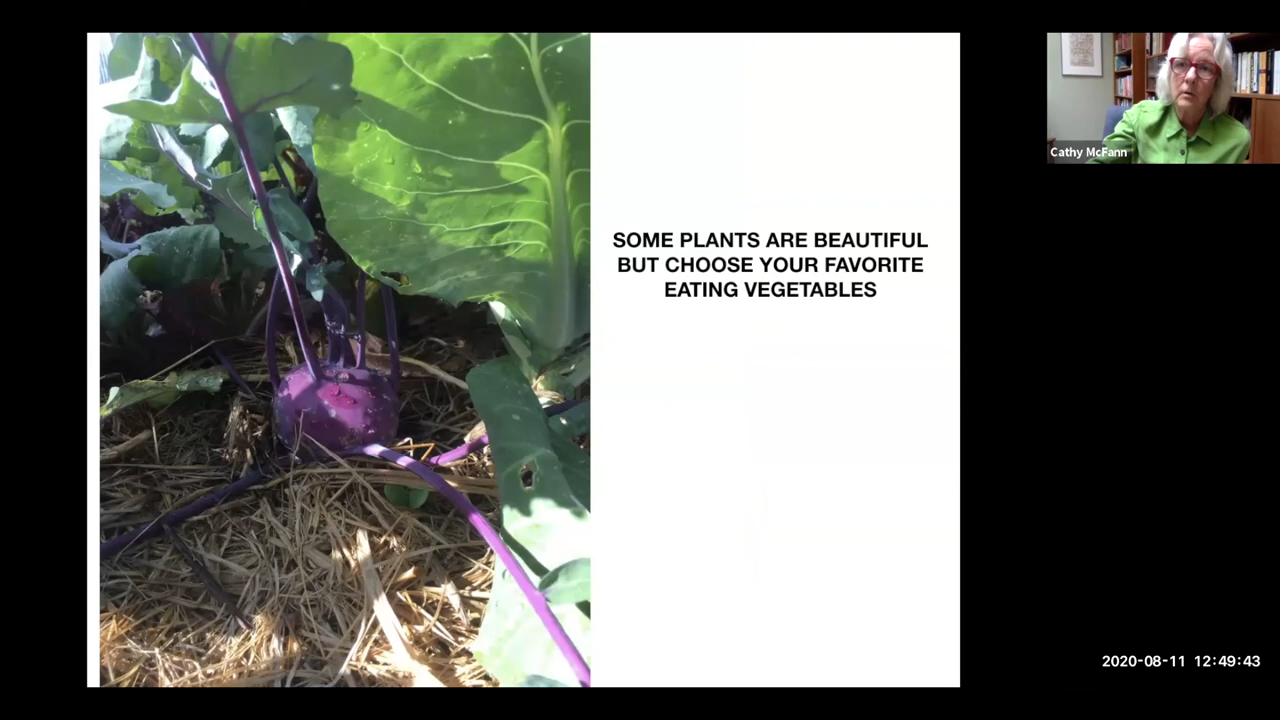 SOME PLANTS ARE BEAUTIFUL
BUT CHOOSE YOUR FAVORITE
EATING VEGETABLES
Cathy McFann
2020-08-11 12:49:43